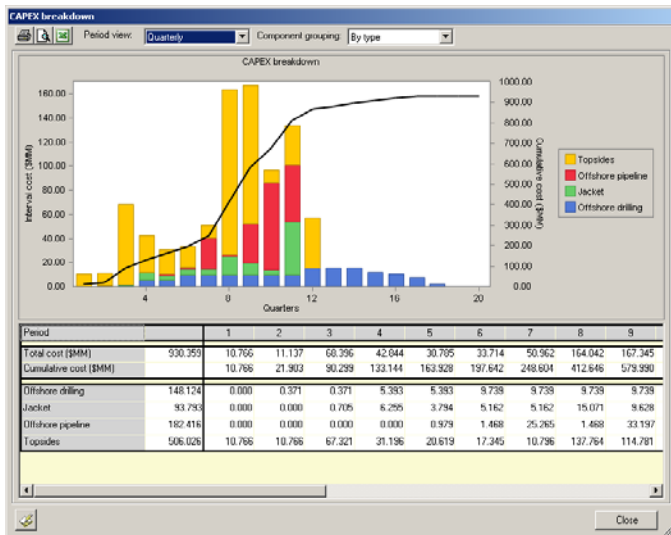 CAPEX breakdown
Period view: Quarterly Component grouping: By type
CAPEX breakdown
160.00
140.00
120.00
100.00
80.00
60.00
40.00
20.00
0.00
Interval cost ($MM)
1000.00
900.00
800.00
700.00
600.00
500.00
400.00
300.00
200.00
100.00
0.00
Cumulative cost ($MM)
4 8 12 16 20
Quarters
Topsides
Offshore pipeline
Jacket
Offshore drilling
Period 1 2 3 4 5 6 7 8 9
Total cost ($MM) 930.359 10.766 11.137 68.396 42.844 30.785 33.714 50.962 164.042 167.345
Cumulative cost ($MM) 10.766 21.903 90.299 133.144 163.928 197.642 248.604 412.646 579.990
Offshore drilling 148.124 0.000 0.371 0.371 5.393 5.393 9.739 9.739 9.739 9.739
Jacket 93.793 0.000 0.000 0.705 6.255 3.794 5.162 5.162 15.071 9.628
Offshore pipeline 182.416 0.000 0.000 0.000 0.000 0.979 1.468 25.265 1.468 33.197
Topsides 506.026 10.766 10.766 67.321 31.196 20.619 17.345 10.796 137.764 114.781
Close